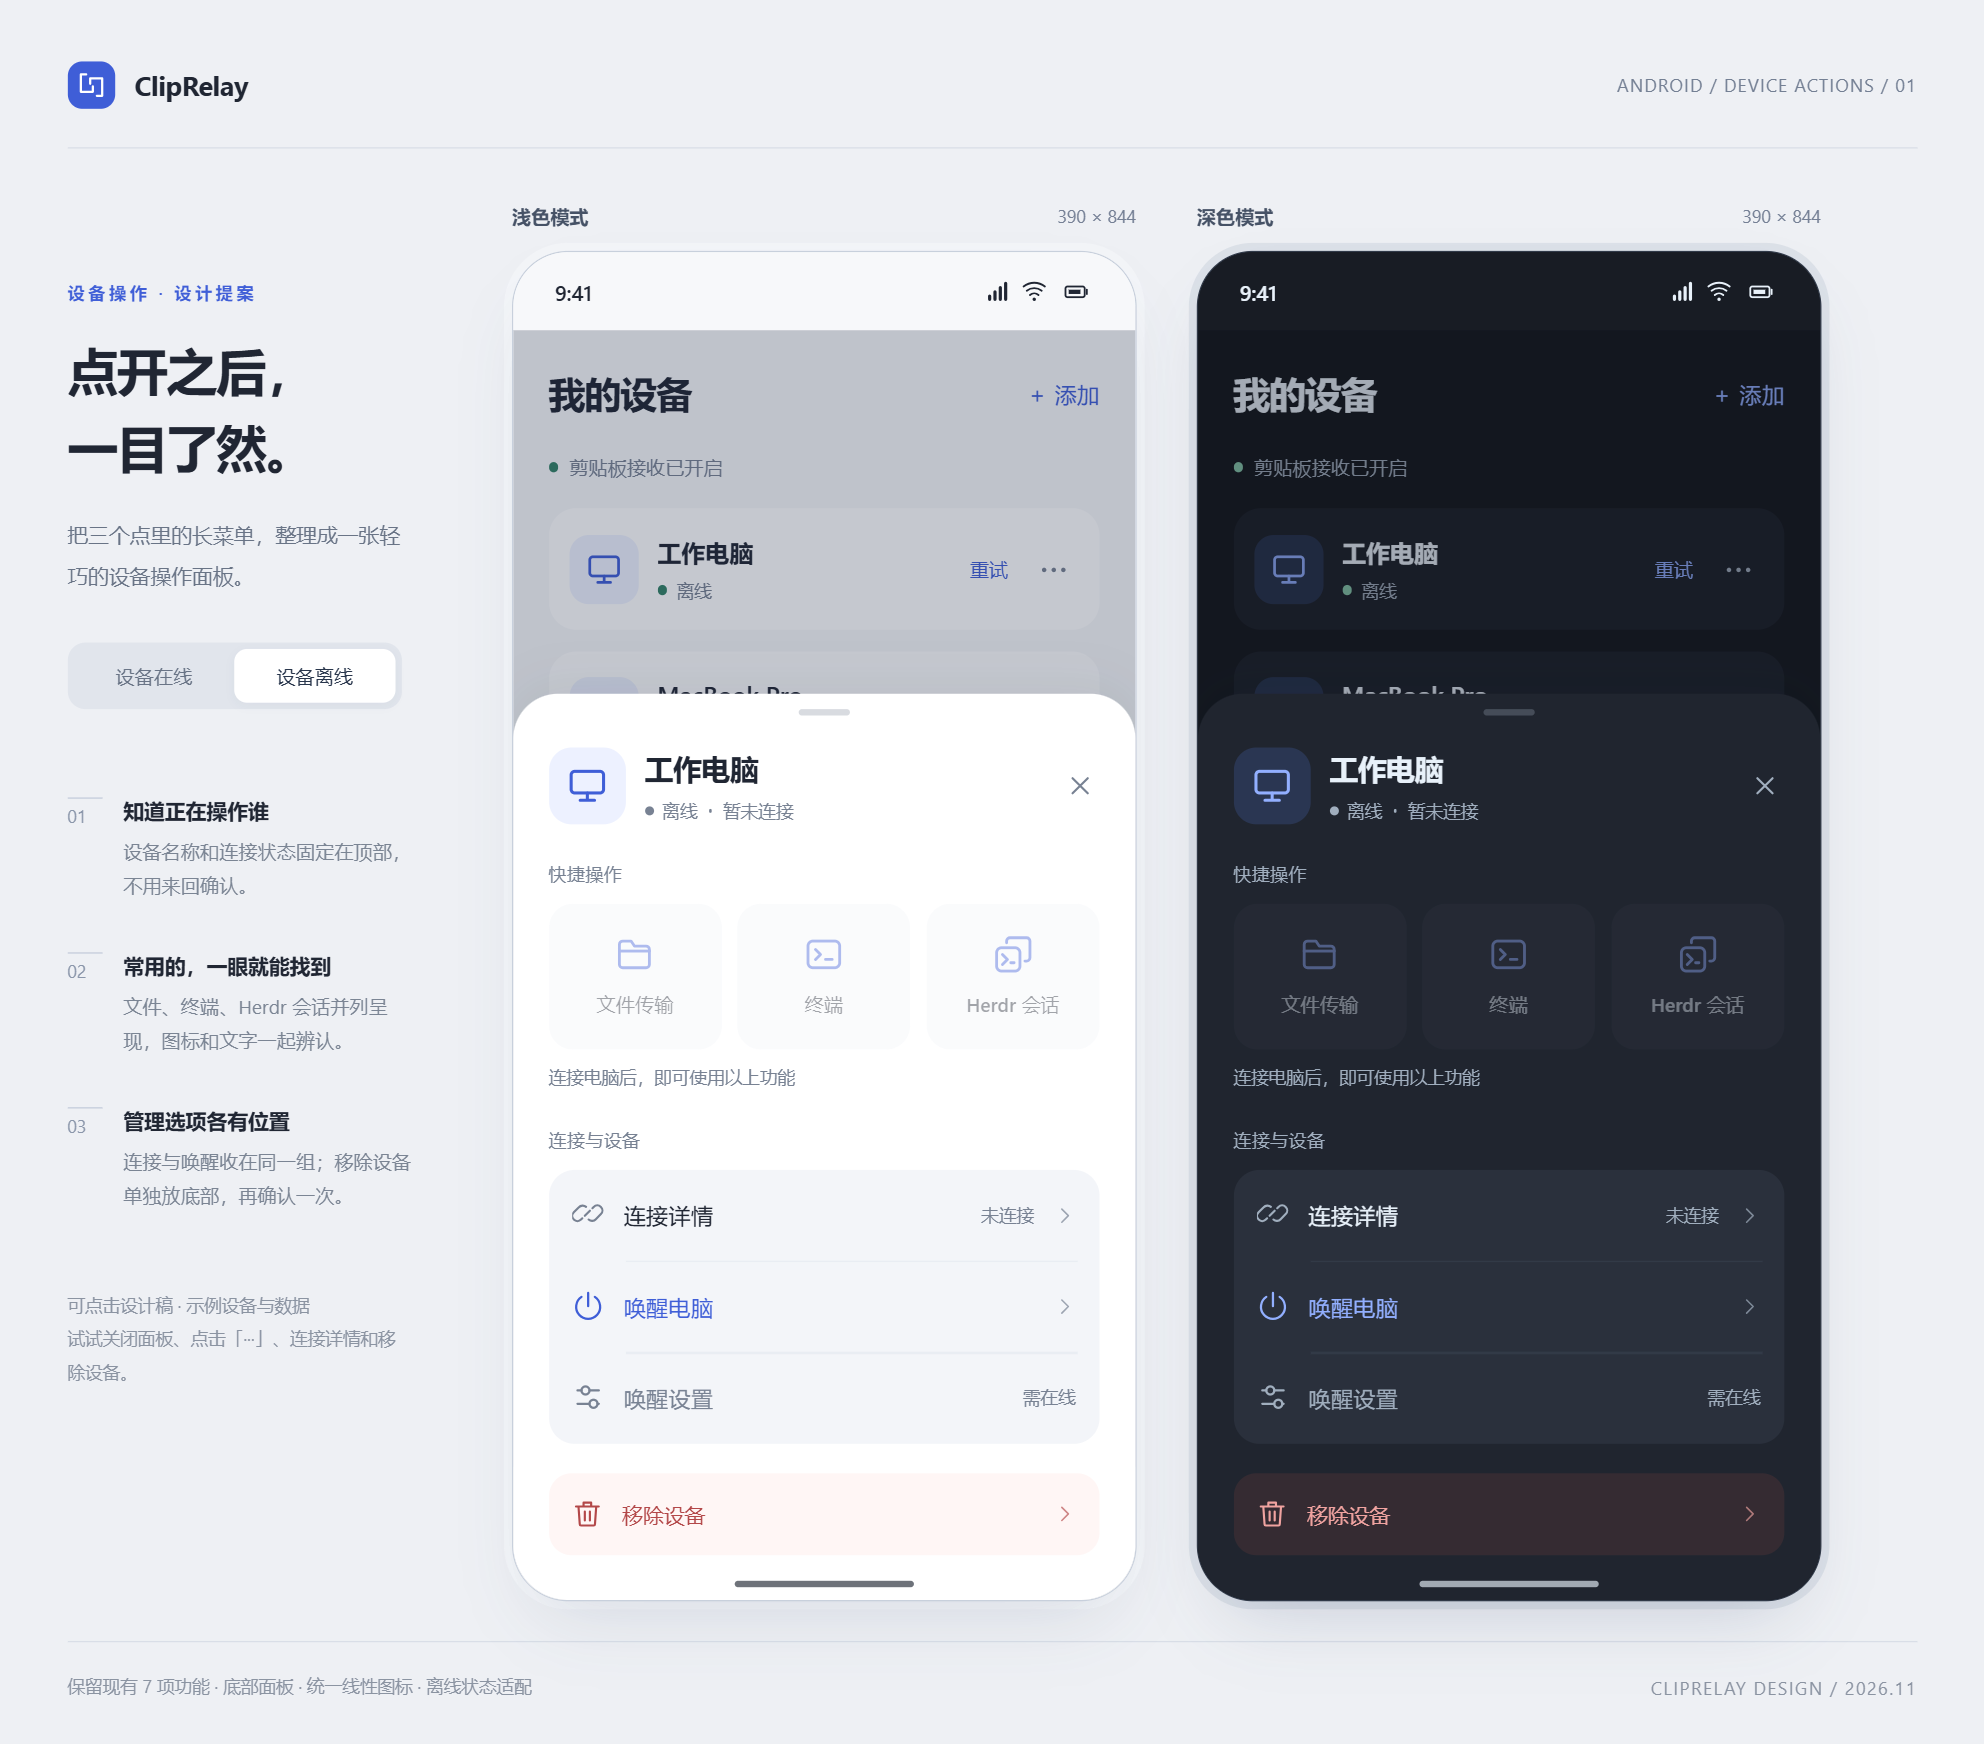 ClipRelay
ANDROID / DEVICE ACTIONS / 01
设备操作 · 设计提案
点开之后，
一目了然。
把三个点里的长菜单，整理成一张轻
巧的设备操作面板。
设备在线
设备离线
01
知道正在操作谁
设备名称和连接状态固定在顶部，
不用来回确认。
02
常用的，一眼就能找到
文件、终端、Herdr 会话并列呈
现，图标和文字一起辨认。
03
管理选项各有位置
连接与唤醒收在同一组；移除设备
单独放底部，再确认一次。
可点击设计稿 · 示例设备与数据
试试关闭面板、点击「···」、连接详情和移
除设备。
浅色模式
390 × 844
9:41
我的设备
+ 添加
剪贴板接收已开启
工作电脑
离线
重试
MacBook Pro
工作电脑
离线 · 暂未连接
快捷操作
文件传输
终端
Herdr 会话
连接电脑后，即可使用以上功能
连接与设备
连接详情
未连接
唤醒电脑
唤醒设置
需在线
移除设备
深色模式
390 × 844
9:41
我的设备
+ 添加
剪贴板接收已开启
工作电脑
离线
重试
MacBook Pro
工作电脑
离线 · 暂未连接
快捷操作
文件传输
终端
Herdr 会话
连接电脑后，即可使用以上功能
连接与设备
连接详情
未连接
唤醒电脑
唤醒设置
需在线
移除设备
保留现有 7 项功能 · 底部面板 · 统一线性图标 · 离线状态适配
CLIPRELAY DESIGN / 2026.11